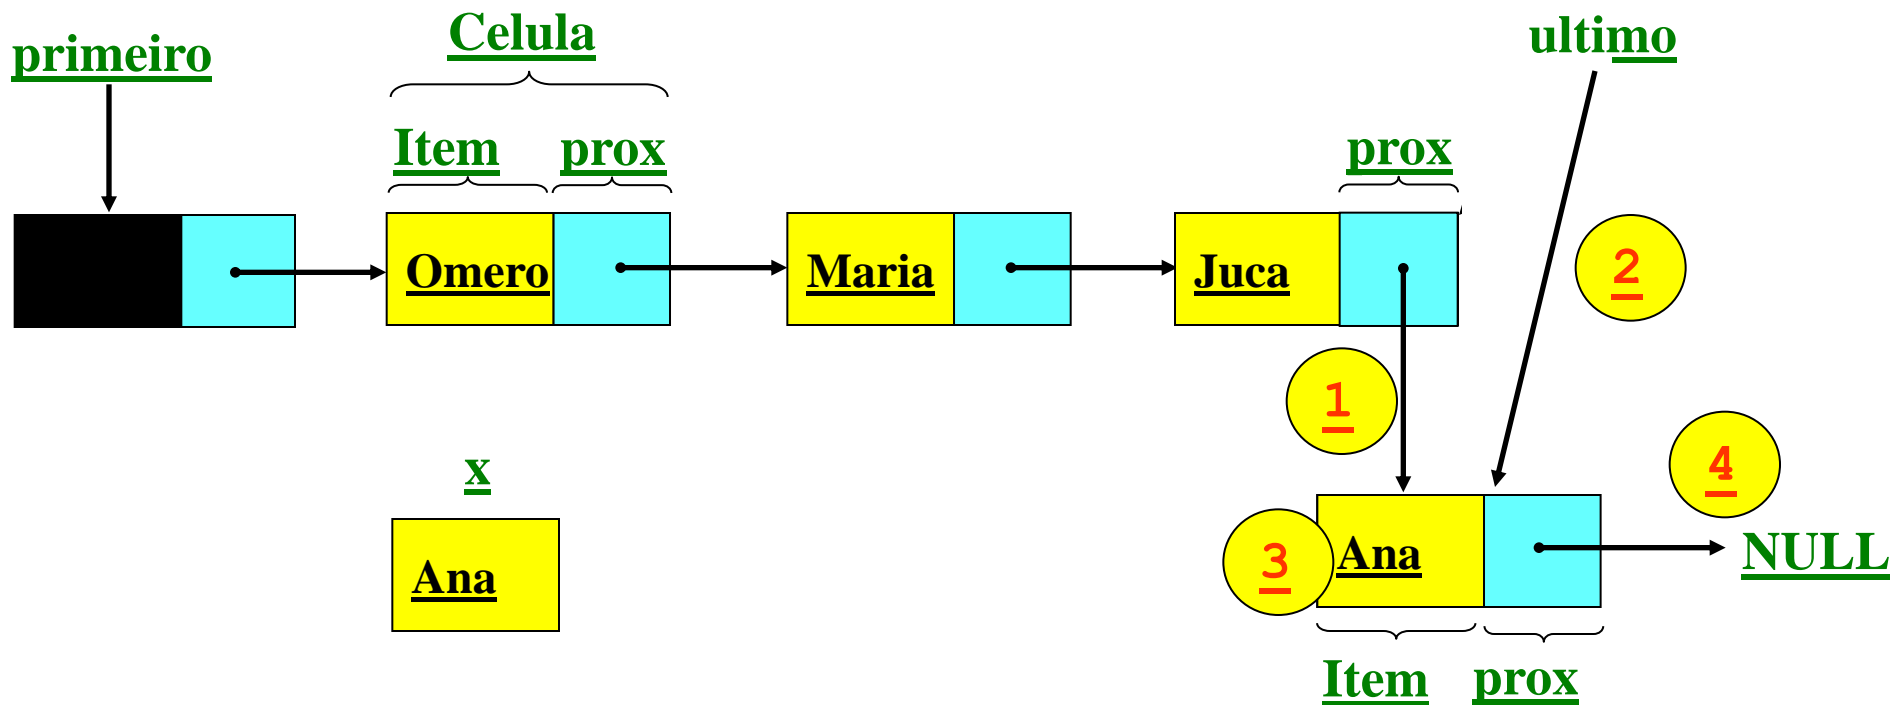 primeiro
Celula
ultimo
Item
prox
prox
Omero
Maria
Juca
2
1
x
4
Ana
3
Ana
NULL
Item
prox